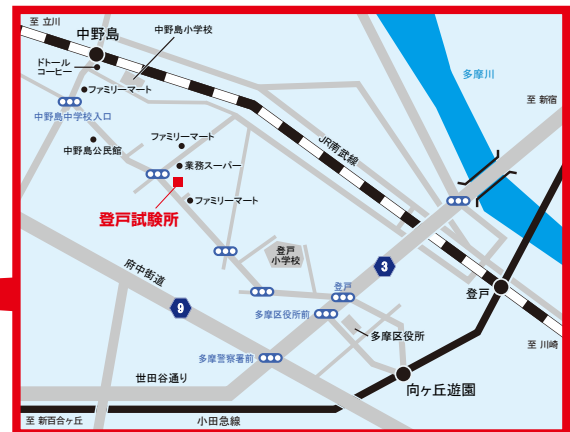 至 立川
中野島
中野島小学校
ドトール
コーヒー
ファミリーマート
多摩川
至 新宿
中野島中学校入口
中野島公民館
ファミリーマート
JR南武線
業務スーパー
ファミリーマート
登戸試験所
登戸
小学校
府中街道
3
登戸
9
登戸
多摩区役所前
多摩区役所
至 川崎
多摩警察署前
世田谷通り
向ヶ丘遊園
至 新百合ヶ丘
小田急線